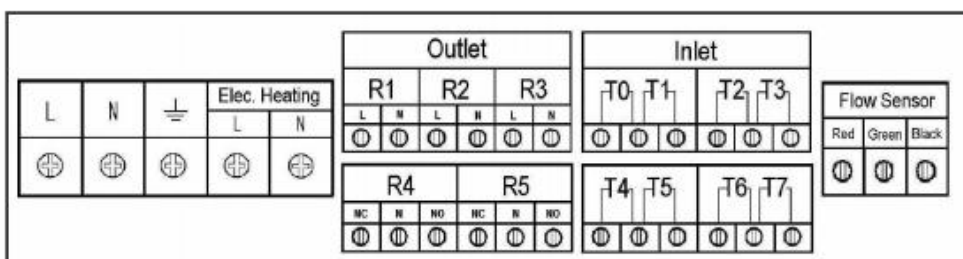 Outlet
Inlet
R1 R2 R3
T0 T1 T2 T3
L N Elec. Heating
Flow Sensor
L N
L N L N L N
Red Green Black
R4 R5
T4 T5 T6 T7
NC N NO NC N NO